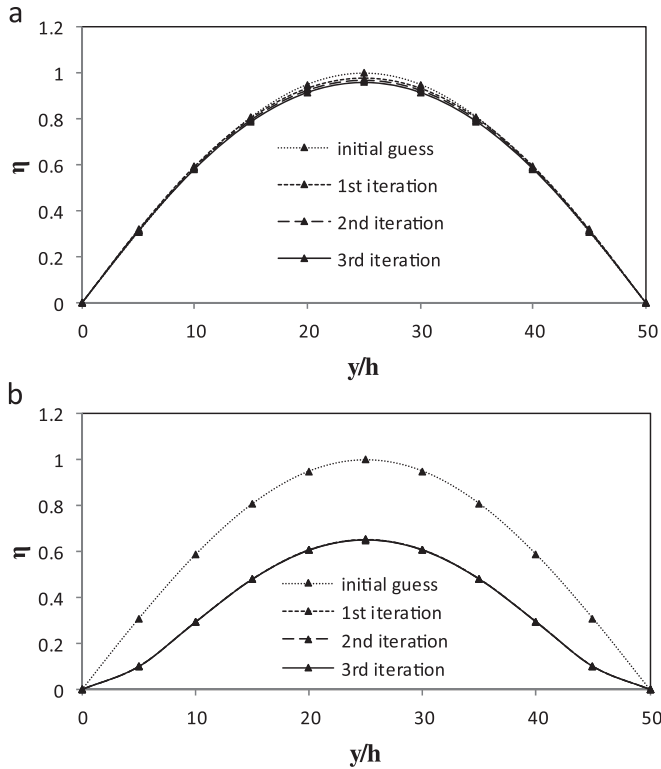 a
1.2
1
0.8
0.6
0.4
0.2
0
η
initial guess
1st iteration
2nd iteration
3rd iteration
0 10 20 30 40 50
y/h
b
1.2
1
0.8
0.6
0.4
0.2
0
η
initial guess
1st iteration
2nd iteration
3rd iteration
0 10 20 30 40 50
y/h